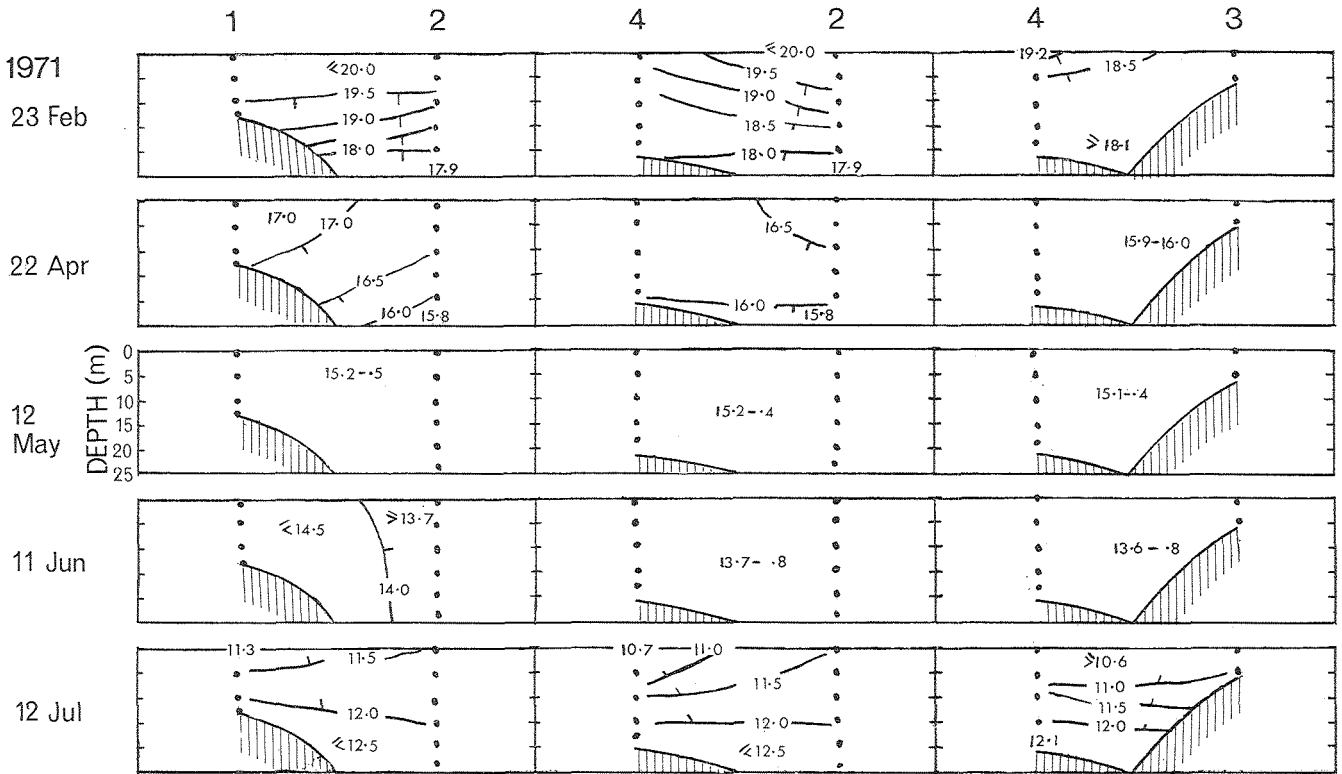 1 2 4 2 4 3
1971
23 Feb
⩽20·0 19·5 19·0 18·0 17·9
⩽20·0 19·5 19·0 18·5 18·0 17·9
19·2 18·5 ⩾18·1
22 Apr
17·0 17·0 16·5 16·0 15·8
16·5 16·0 15·8
15·9–16·0
12 May
DEPTH (m)
0
5
10
15
20
25
15·2–·5
15·2–·4
15·1–·4
11 Jun
⩽14·5 ⩾13·7 14·0
13·7– ·8
13·6– ·8
12 Jul
11·3 11·5 12·0 ⩽12·5
10·7 11·0 11·5 12·0 ⩽12·5
⩾10·6 11·0 11·5 12·0 12·1